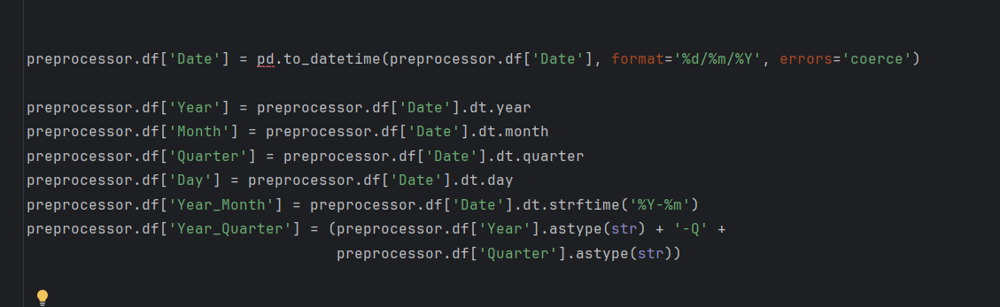 preprocessor.df['Date'] = pd.to_datetime(preprocessor.df['Date'], format='%d/%m/%Y', errors='coerce')
preprocessor.df['Year'] = preprocessor.df['Date'].dt.year
preprocessor.df['Month'] = preprocessor.df['Date'].dt.month
preprocessor.df['Quarter'] = preprocessor.df['Date'].dt.quarter
preprocessor.df['Day'] = preprocessor.df['Date'].dt.day
preprocessor.df['Year_Month'] = preprocessor.df['Date'].dt.strftime('%Y-%m')
preprocessor.df['Year_Quarter'] = (preprocessor.df['Year'].astype(str) + '-Q' +
preprocessor.df['Quarter'].astype(str))